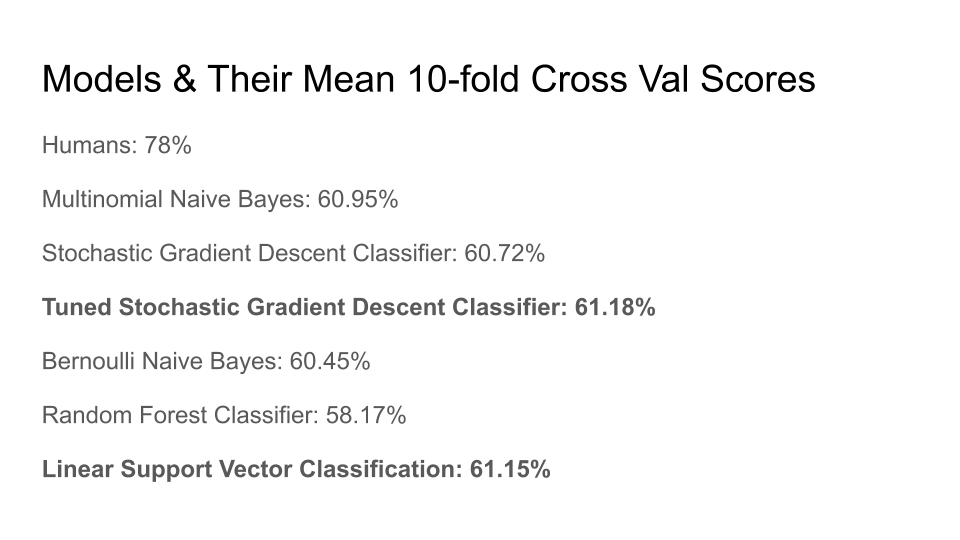 Models & Their Mean 10-fold Cross Val Scores
Humans: 78%
Multinomial Naive Bayes: 60.95%
Stochastic Gradient Descent Classifier: 60.72%
Tuned Stochastic Gradient Descent Classifier: 61.18%
Bernoulli Naive Bayes: 60.45%
Random Forest Classifier: 58.17%
Linear Support Vector Classification: 61.15%